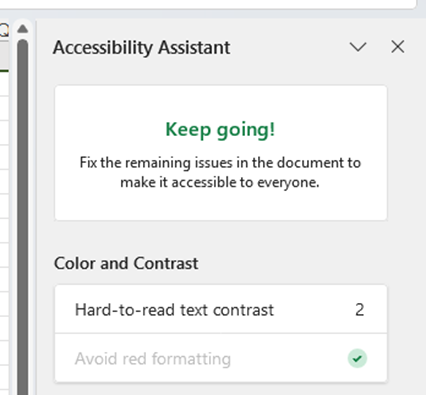 Q
Accessibility Assistant
Keep going!
Fix the remaining issues in the document to
make it accessible to everyone.
Color and Contrast
Hard-to-read text contrast 2
Avoid red formatting